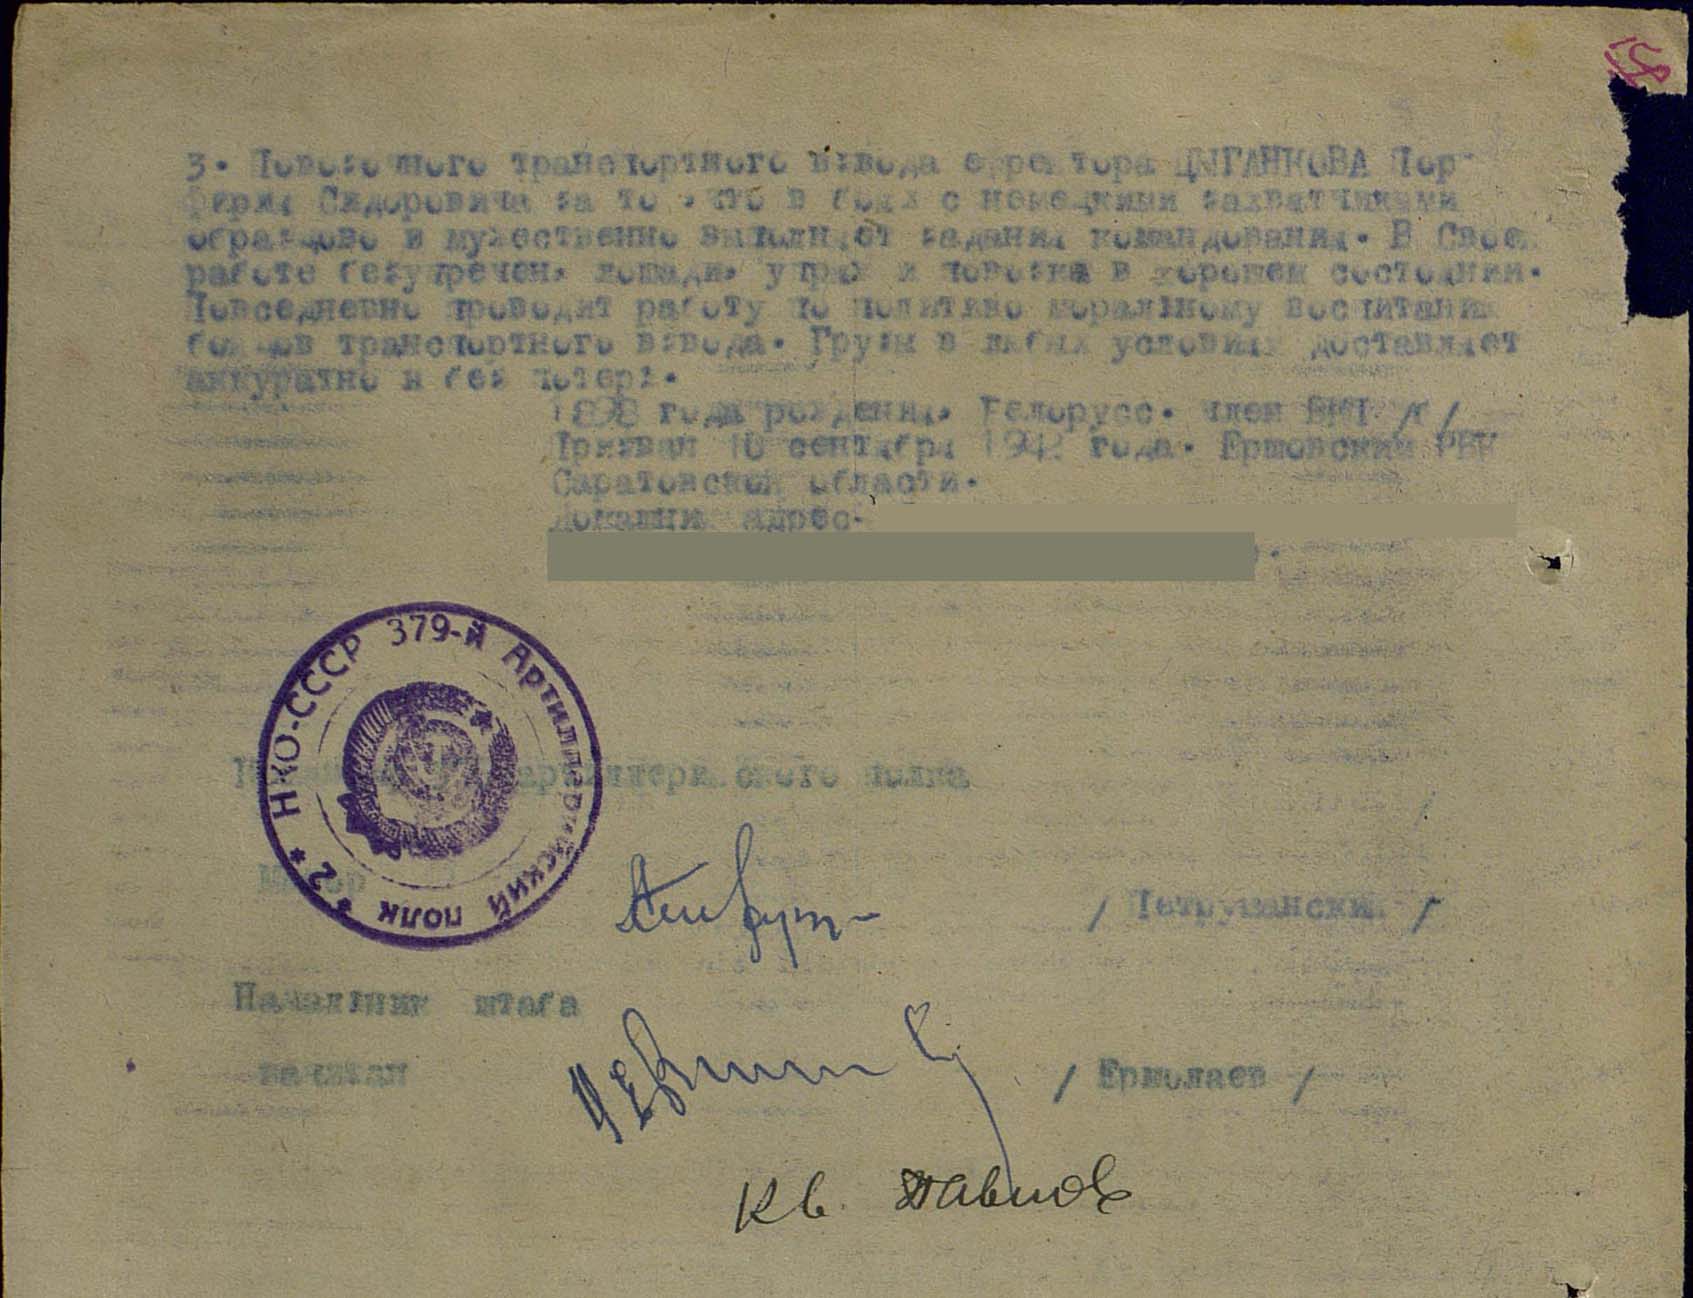 3. Повозочного транспортного взвода ефрейтора ЦЫГАНКОВА Пор-
фирия Сидоровича за то что в боях с немецкими захватчиками
образцово и мужественно выполняет задания командования. В Своей
работе безупречен, лошади, упряж и повозка в хорошем состоянии.
Повседневно проводит работу по политико моральному воспитанию
бойцов транспортного взвода. Грузы в любых условиях доставляет
аккуратно и без потерь.
1898 года рождения, Белорусс. член ВКП
Призван 10 сентября 1942 года. Ершовским РВК
Саратовской области.
Домашний адрес-
НКО-СССР 379-й Артиллерийский полк *2*
артиллерийского полка
Майор / Петрушанский /
Начальник штаба
капитан / Ермолаев /
Кв. Павлов